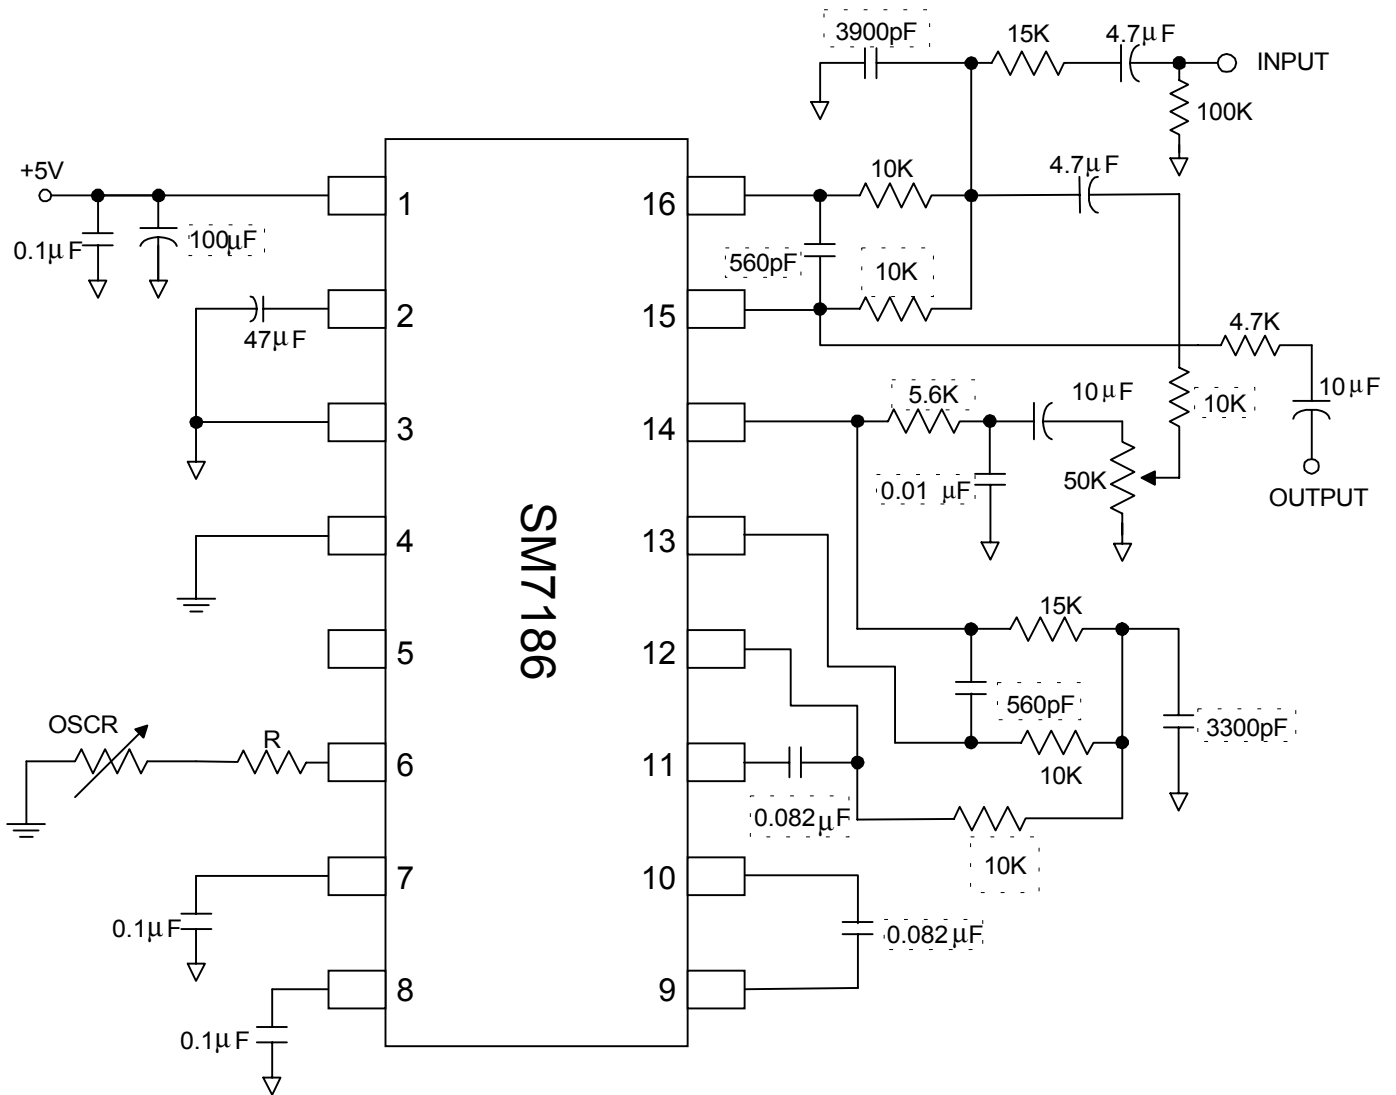 3900pF
15K
4.7µF
INPUT
100K
+5V
0.1µF
100µF
1
16
10K
4.7µF
560pF
10K
2
47µF
15
4.7K
10µF
3
14
5.6K
10µF
10K
0.01 µF
50K
OUTPUT
SM7186
4
13
5
12
15K
560pF
3300pF
10K
OSCR
R
6
11
0.082µF
10K
7
0.1µF
10
0.082µF
8
0.1µF
9